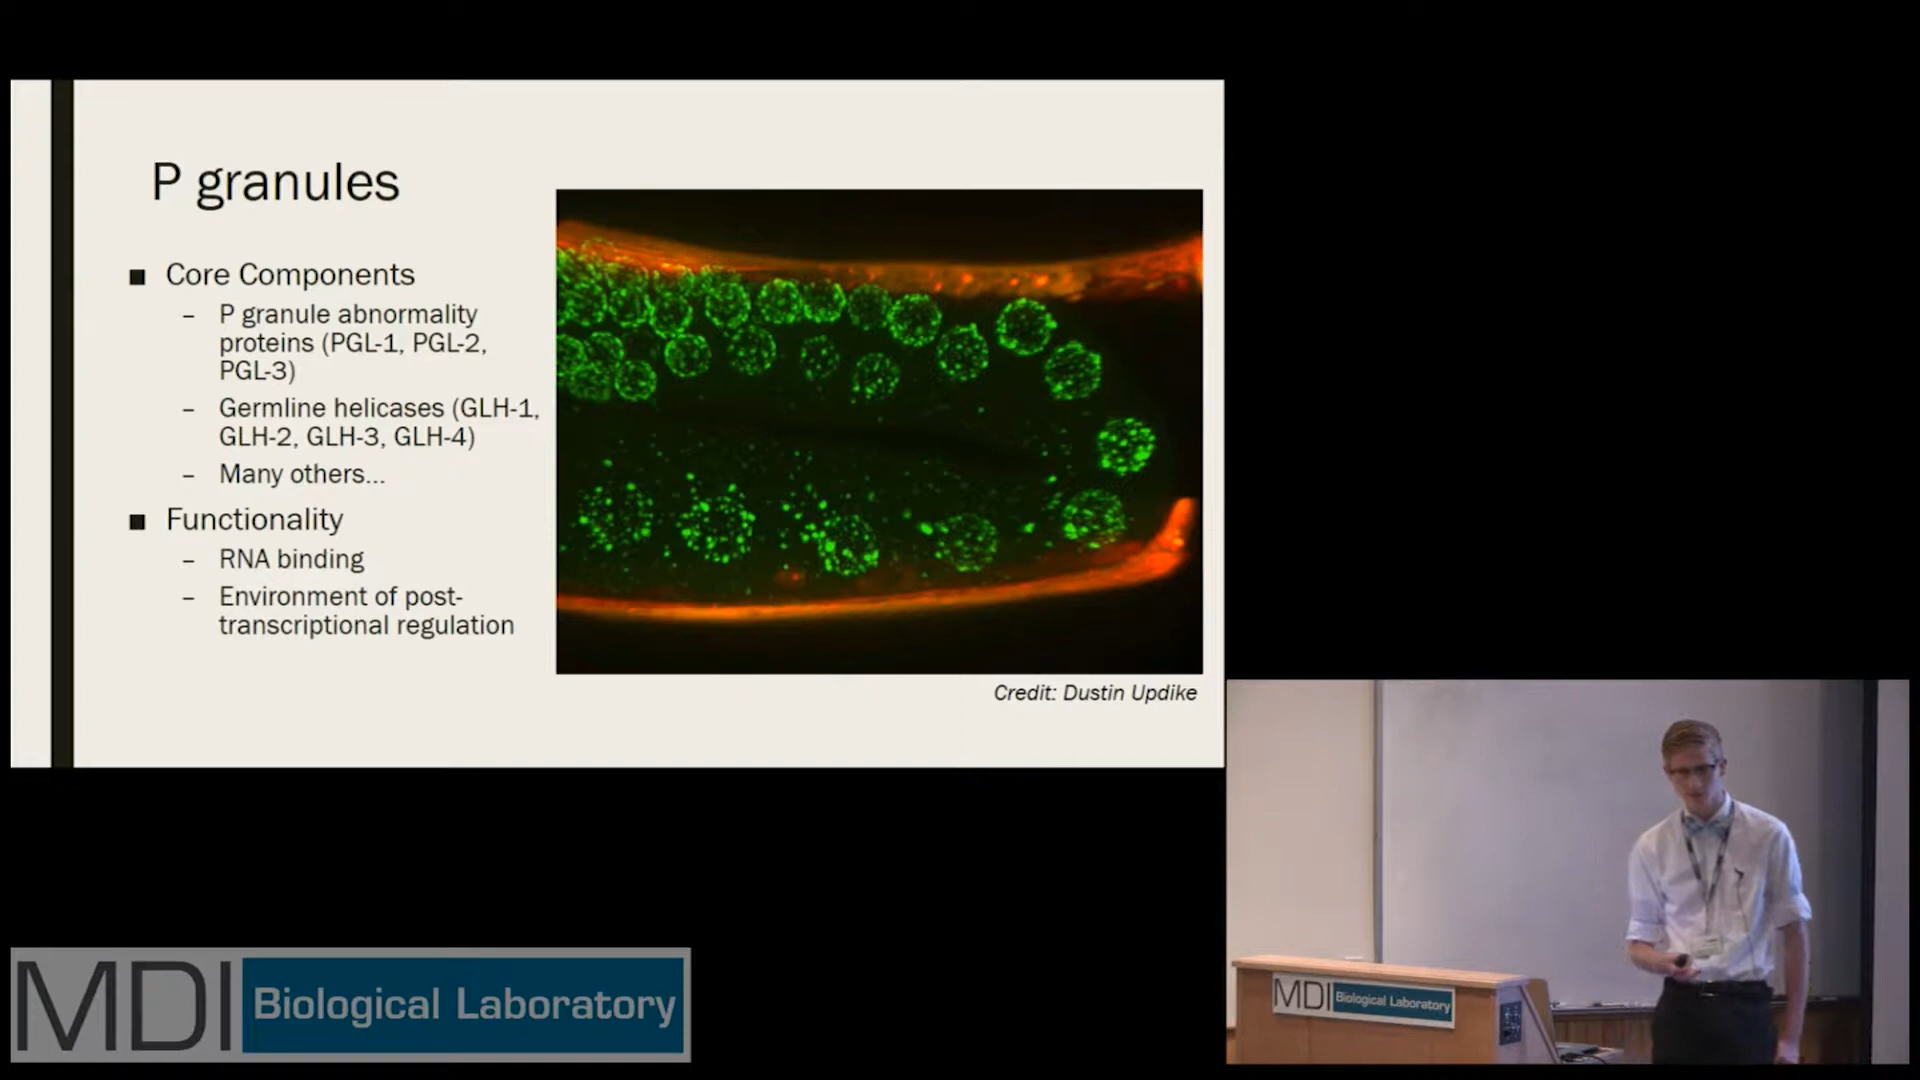 P granules
■ Core Components
– P granule abnormality
proteins (PGL-1, PGL-2,
PGL-3)
– Germline helicases (GLH-1,
GLH-2, GLH-3, GLH-4)
– Many others...
■ Functionality
– RNA binding
– Environment of post-
transcriptional regulation
Credit: Dustin Updike
MDI Biological Laboratory
MDI Biological Laboratory